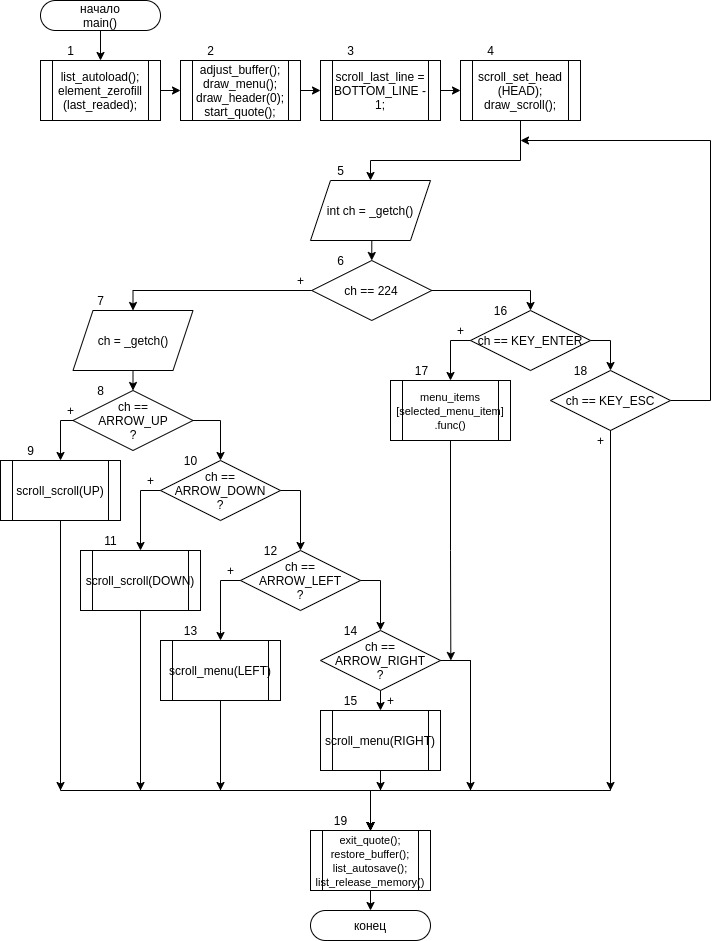 начало
main()
1
list_autoload();
element_zerofill
(last_readed);
2
adjust_buffer();
draw_menu();
draw_header(0);
start_quote();
3
scroll_last_line =
BOTTOM_LINE -
1;
4
scroll_set_head
(HEAD);
draw_scroll();
5
int ch = _getch()
6
ch == 224
+
7
ch = _getch()
8
ch ==
ARROW_UP
?
+
9
scroll_scroll(UP)
10
ch ==
ARROW_DOWN
?
+
11
scroll_scroll(DOWN)
12
ch ==
ARROW_LEFT
?
+
13
scroll_menu(LEFT)
14
ch ==
ARROW_RIGHT
?
+
15
scroll_menu(RIGHT)
16
ch == KEY_ENTER
+
17
menu_items
[selected_menu_item]
.func()
18
ch == KEY_ESC
+
19
exit_quote();
restore_buffer();
list_autosave();
list_release_memory()
конец